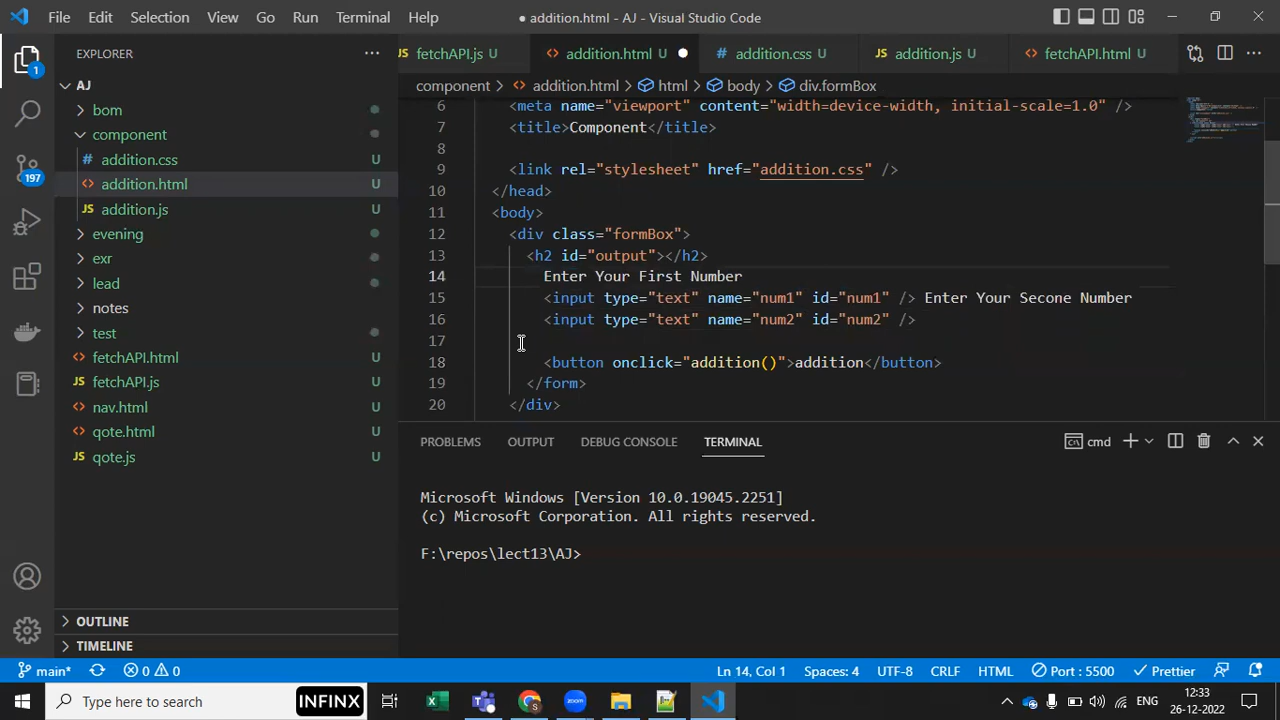 File Edit Selection View Go Run Terminal Help
● addition.html - AJ - Visual Studio Code
EXPLORER
AJ
bom
component
# addition.css U
<> addition.html U
JS addition.js U
evening
exr
lead
notes
test
<> fetchAPI.html U
JS fetchAPI.js U
<> nav.html U
<> qote.html U
JS qote.js U
OUTLINE
TIMELINE
1
197
fetchAPI.js U <> addition.html U # addition.css U JS addition.js U <> fetchAPI.html U
component > <> addition.html > html > body > div.formBox
6 <meta name="viewport" content="width=device-width, initial-scale=1.0" />
7 <title>Component</title>
8
9 <link rel="stylesheet" href="addition.css" />
10 </head>
11 <body>
12 <div class="formBox">
13 <h2 id="output"></h2>
14 Enter Your First Number
15 <input type="text" name="num1" id="num1" /> Enter Your Secone Number
16 <input type="text" name="num2" id="num2" />
17
18 <button onclick="addition()">addition</button>
19 </form>
20 </div>
PROBLEMS OUTPUT DEBUG CONSOLE TERMINAL
cmd
Microsoft Windows [Version 10.0.19045.2251]
(c) Microsoft Corporation. All rights reserved.
F:\repos\lect13\AJ>
main* 0 0 Ln 14, Col 1 Spaces: 4 UTF-8 CRLF HTML Port : 5500 Prettier
Type here to search
INFINX
zoom
ENG
12:33
26-12-2022